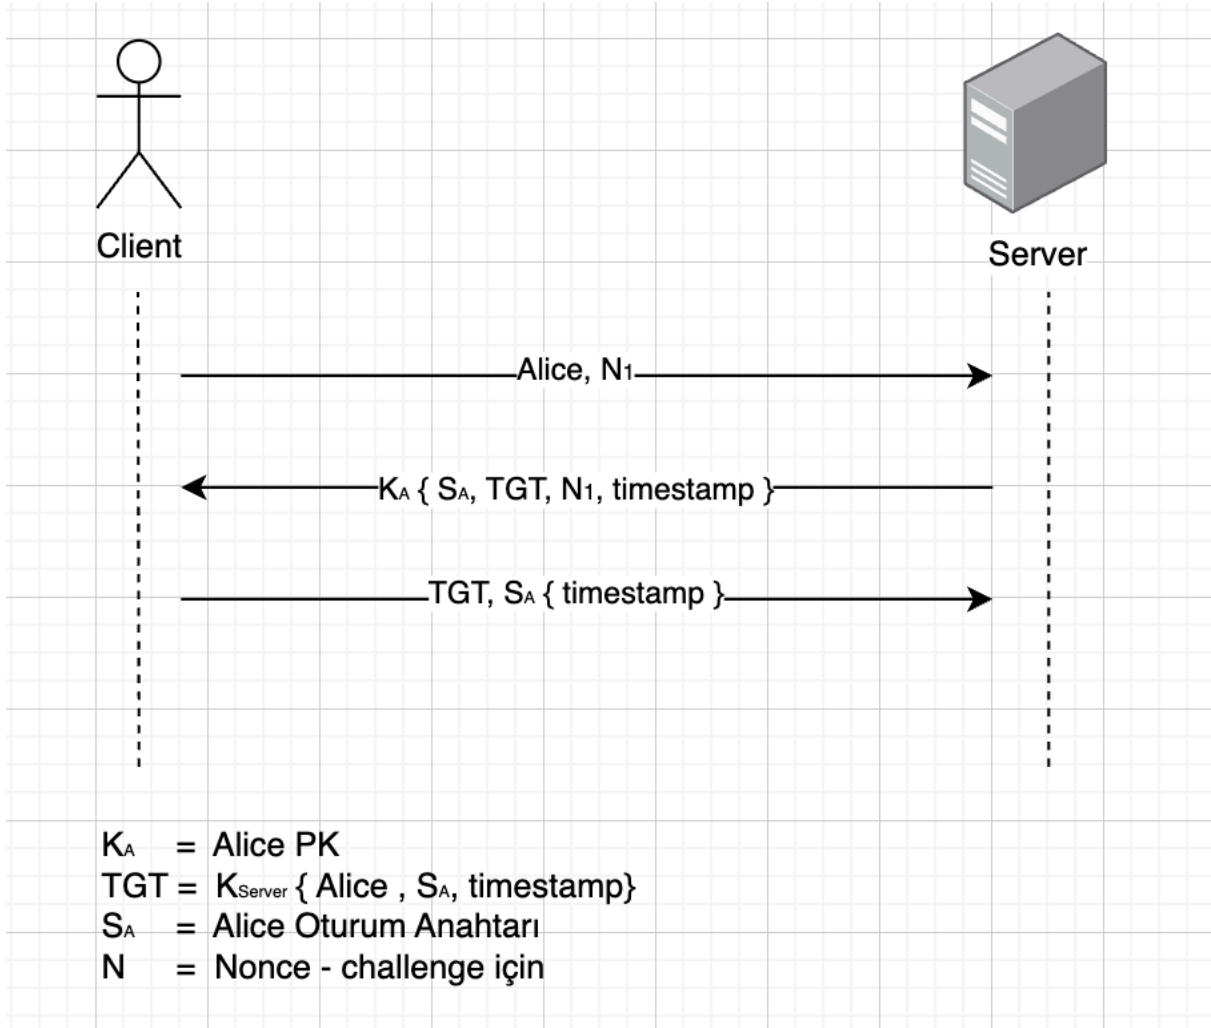 Client
Server
Alice, N1
KA { SA, TGT, N1, timestamp }
TGT, SA { timestamp }
KA = Alice PK
TGT = KServer { Alice , SA, timestamp}
SA = Alice Oturum Anahtarı
N = Nonce - challenge için